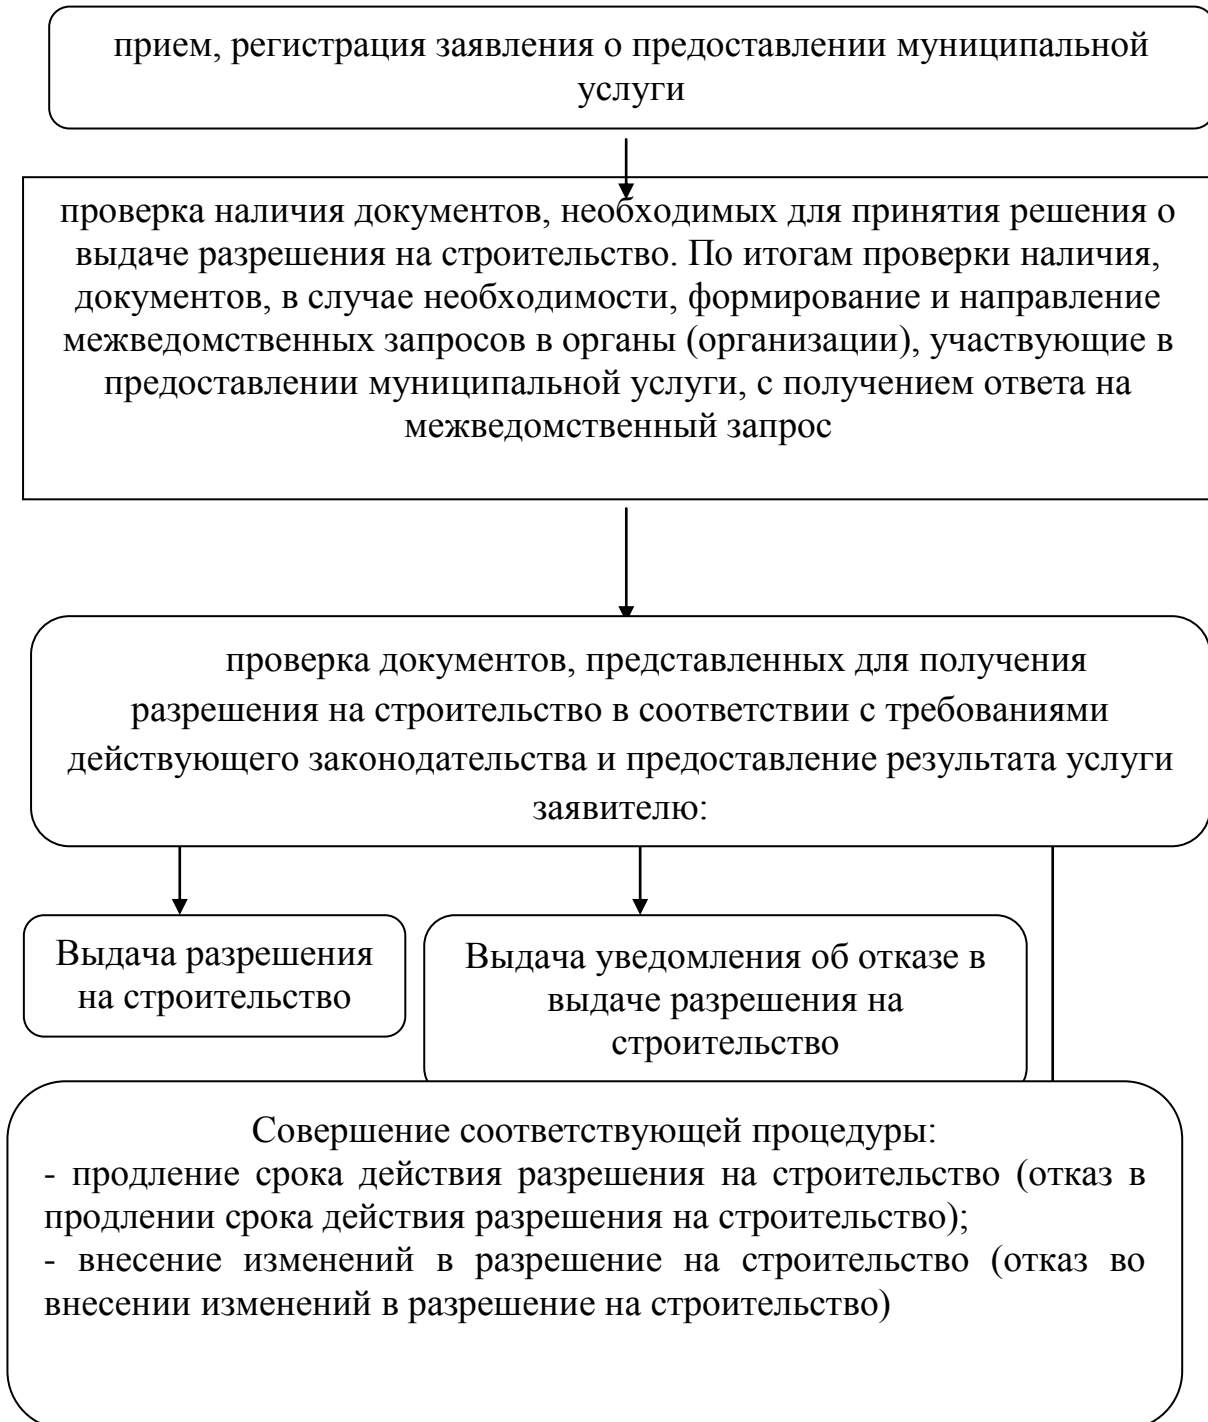 прием, регистрация заявления о предоставлении муниципальной
услуги
проверка наличия документов, необходимых для принятия решения о
выдаче разрешения на строительство. По итогам проверки наличия,
документов, в случае необходимости, формирование и направление
межведомственных запросов в органы (организации), участвующие в
предоставлении муниципальной услуги, с получением ответа на
межведомственный запрос
проверка документов, представленных для получения
разрешения на строительство в соответствии с требованиями
действующего законодательства и предоставление результата услуги
заявителю:
Выдача разрешения
на строительство
Выдача уведомления об отказе в
выдаче разрешения на
строительство
Совершение соответствующей процедуры:
- продление срока действия разрешения на строительство (отказ в
продлении срока действия разрешения на строительство);
- внесение изменений в разрешение на строительство (отказ во
внесении изменений в разрешение на строительство)